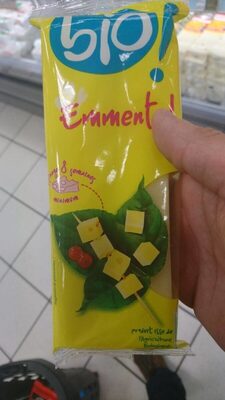 bio!
Emmental
8 semaines
minimum
produit issu de
l'Agriculture
Biologique